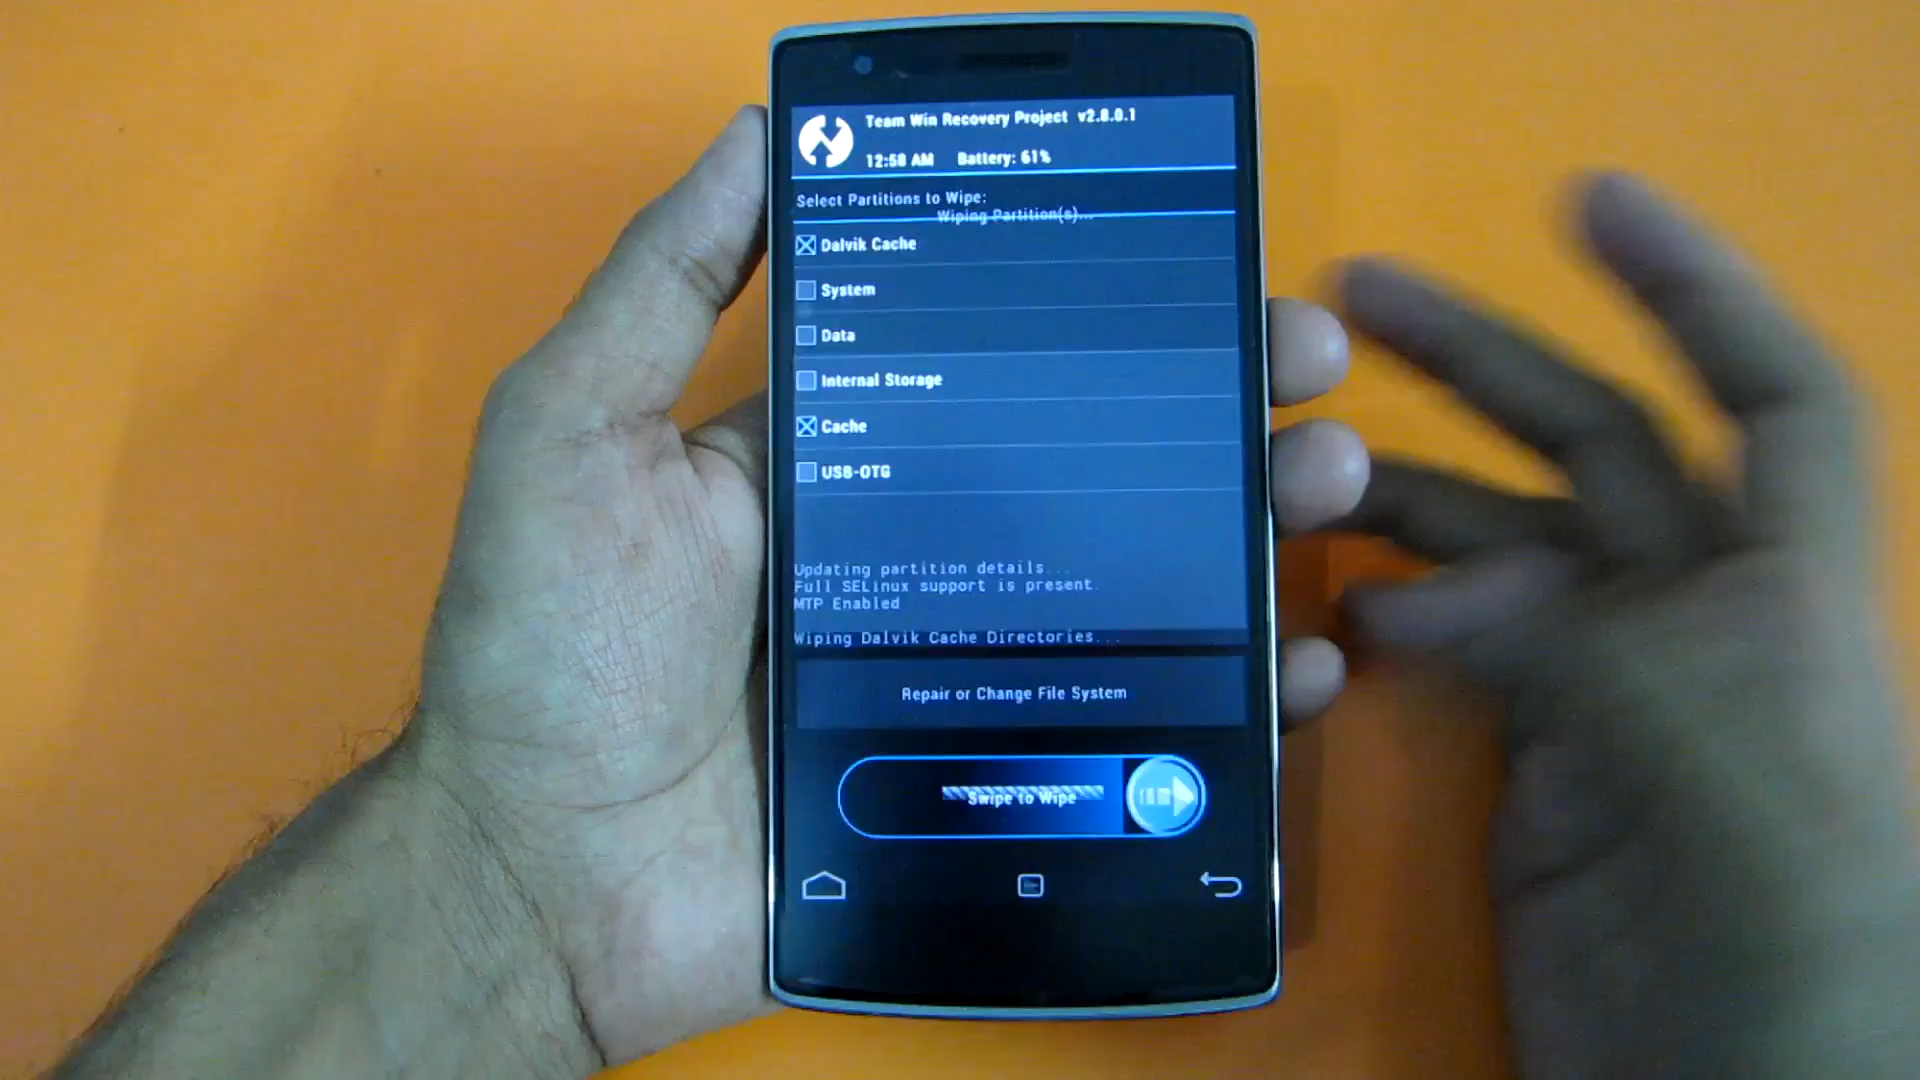 Team Win Recovery Project v2.8.0.1
12:58 AM Battery: 61%
Select Partitions to Wipe:
Wiping Partition(s)...
Dalvik Cache
System
Data
Internal Storage
Cache
USB-OTG
Updating partition details...
Full SELinux support is present.
MTP Enabled
Wiping Dalvik Cache Directories...
Repair or Change File System
Swipe to Wipe